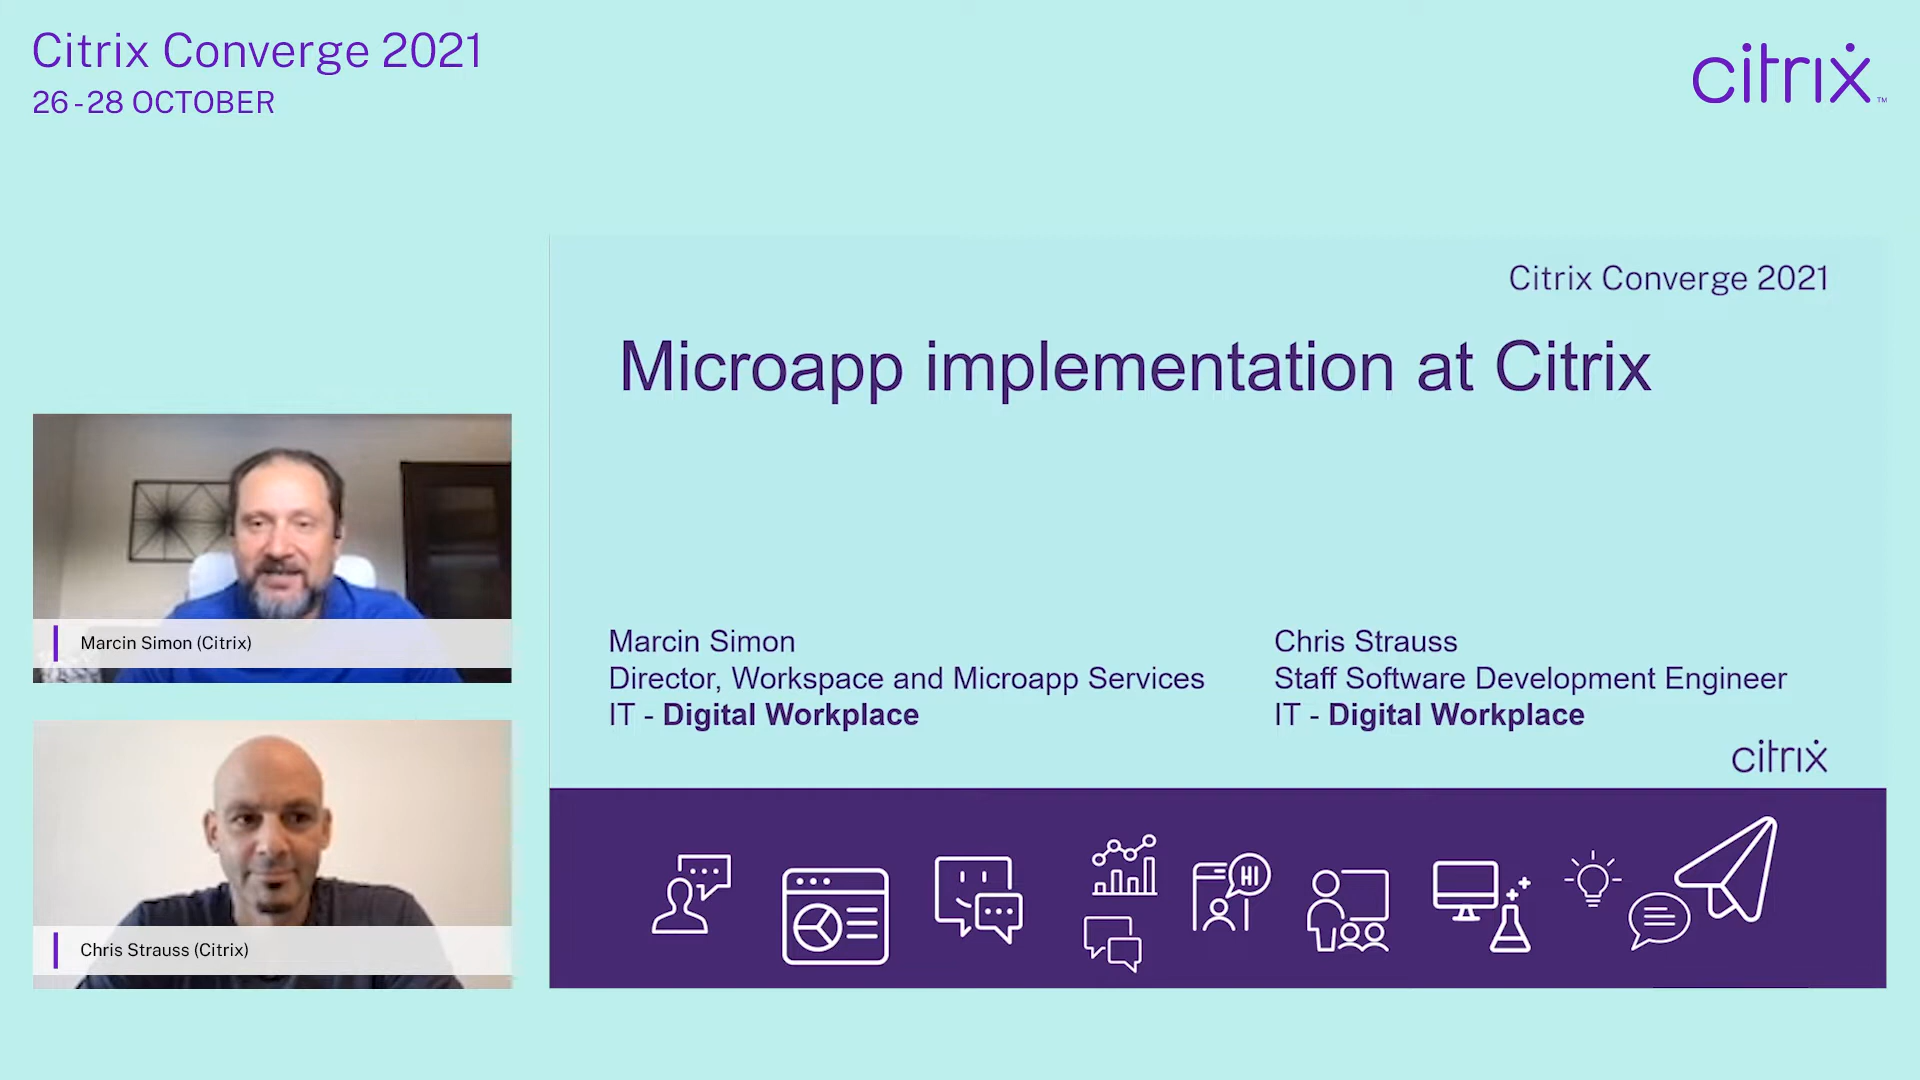 Citrix Converge 2021
26-28 OCTOBER
citrix™
Citrix Converge 2021
Microapp implementation at Citrix
Marcin Simon (Citrix)
Chris Strauss (Citrix)
Marcin Simon
Director, Workspace and Microapp Services
IT - Digital Workplace
Chris Strauss
Staff Software Development Engineer
IT - Digital Workplace
citrix
HI